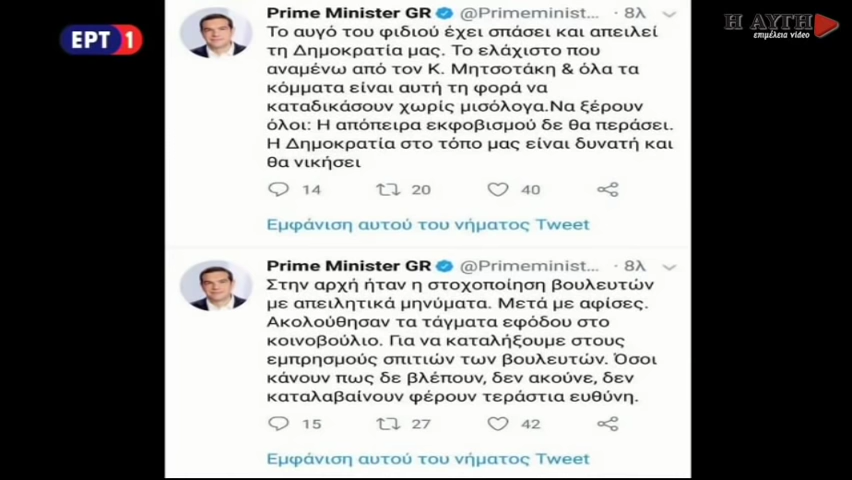 ΕΡΤ 1
Η ΑΥΓΗ
επιμέλεια video
Prime Minister GR @Primeminist... · 8λ
Το αυγό του φιδιού έχει σπάσει και απειλεί
τη Δημοκρατία μας. Το ελάχιστο που
αναμένω από τον Κ. Μητσοτάκη & όλα τα
κόμματα είναι αυτή τη φορά να
καταδικάσουν χωρίς μισόλογα.Να ξέρουν
όλοι: Η απόπειρα εκφοβισμού δε θα περάσει.
Η Δημοκρατία στο τόπο μας είναι δυνατή και
θα νικήσει
14 20 40
Εμφάνιση αυτού του νήματος Tweet
Prime Minister GR @Primeminist... · 8λ
Στην αρχή ήταν η στοχοποίηση βουλευτών
με απειλητικά μηνύματα. Μετά με αφίσες.
Ακολούθησαν τα τάγματα εφόδου στο
κοινοβούλιο. Για να καταλήξουμε στους
εμπρησμούς σπιτιών των βουλευτών. Όσοι
κάνουν πως δε βλέπουν, δεν ακούνε, δεν
καταλαβαίνουν φέρουν τεράστια ευθύνη.
15 27 42
Εμφάνιση αυτού του νήματος Tweet